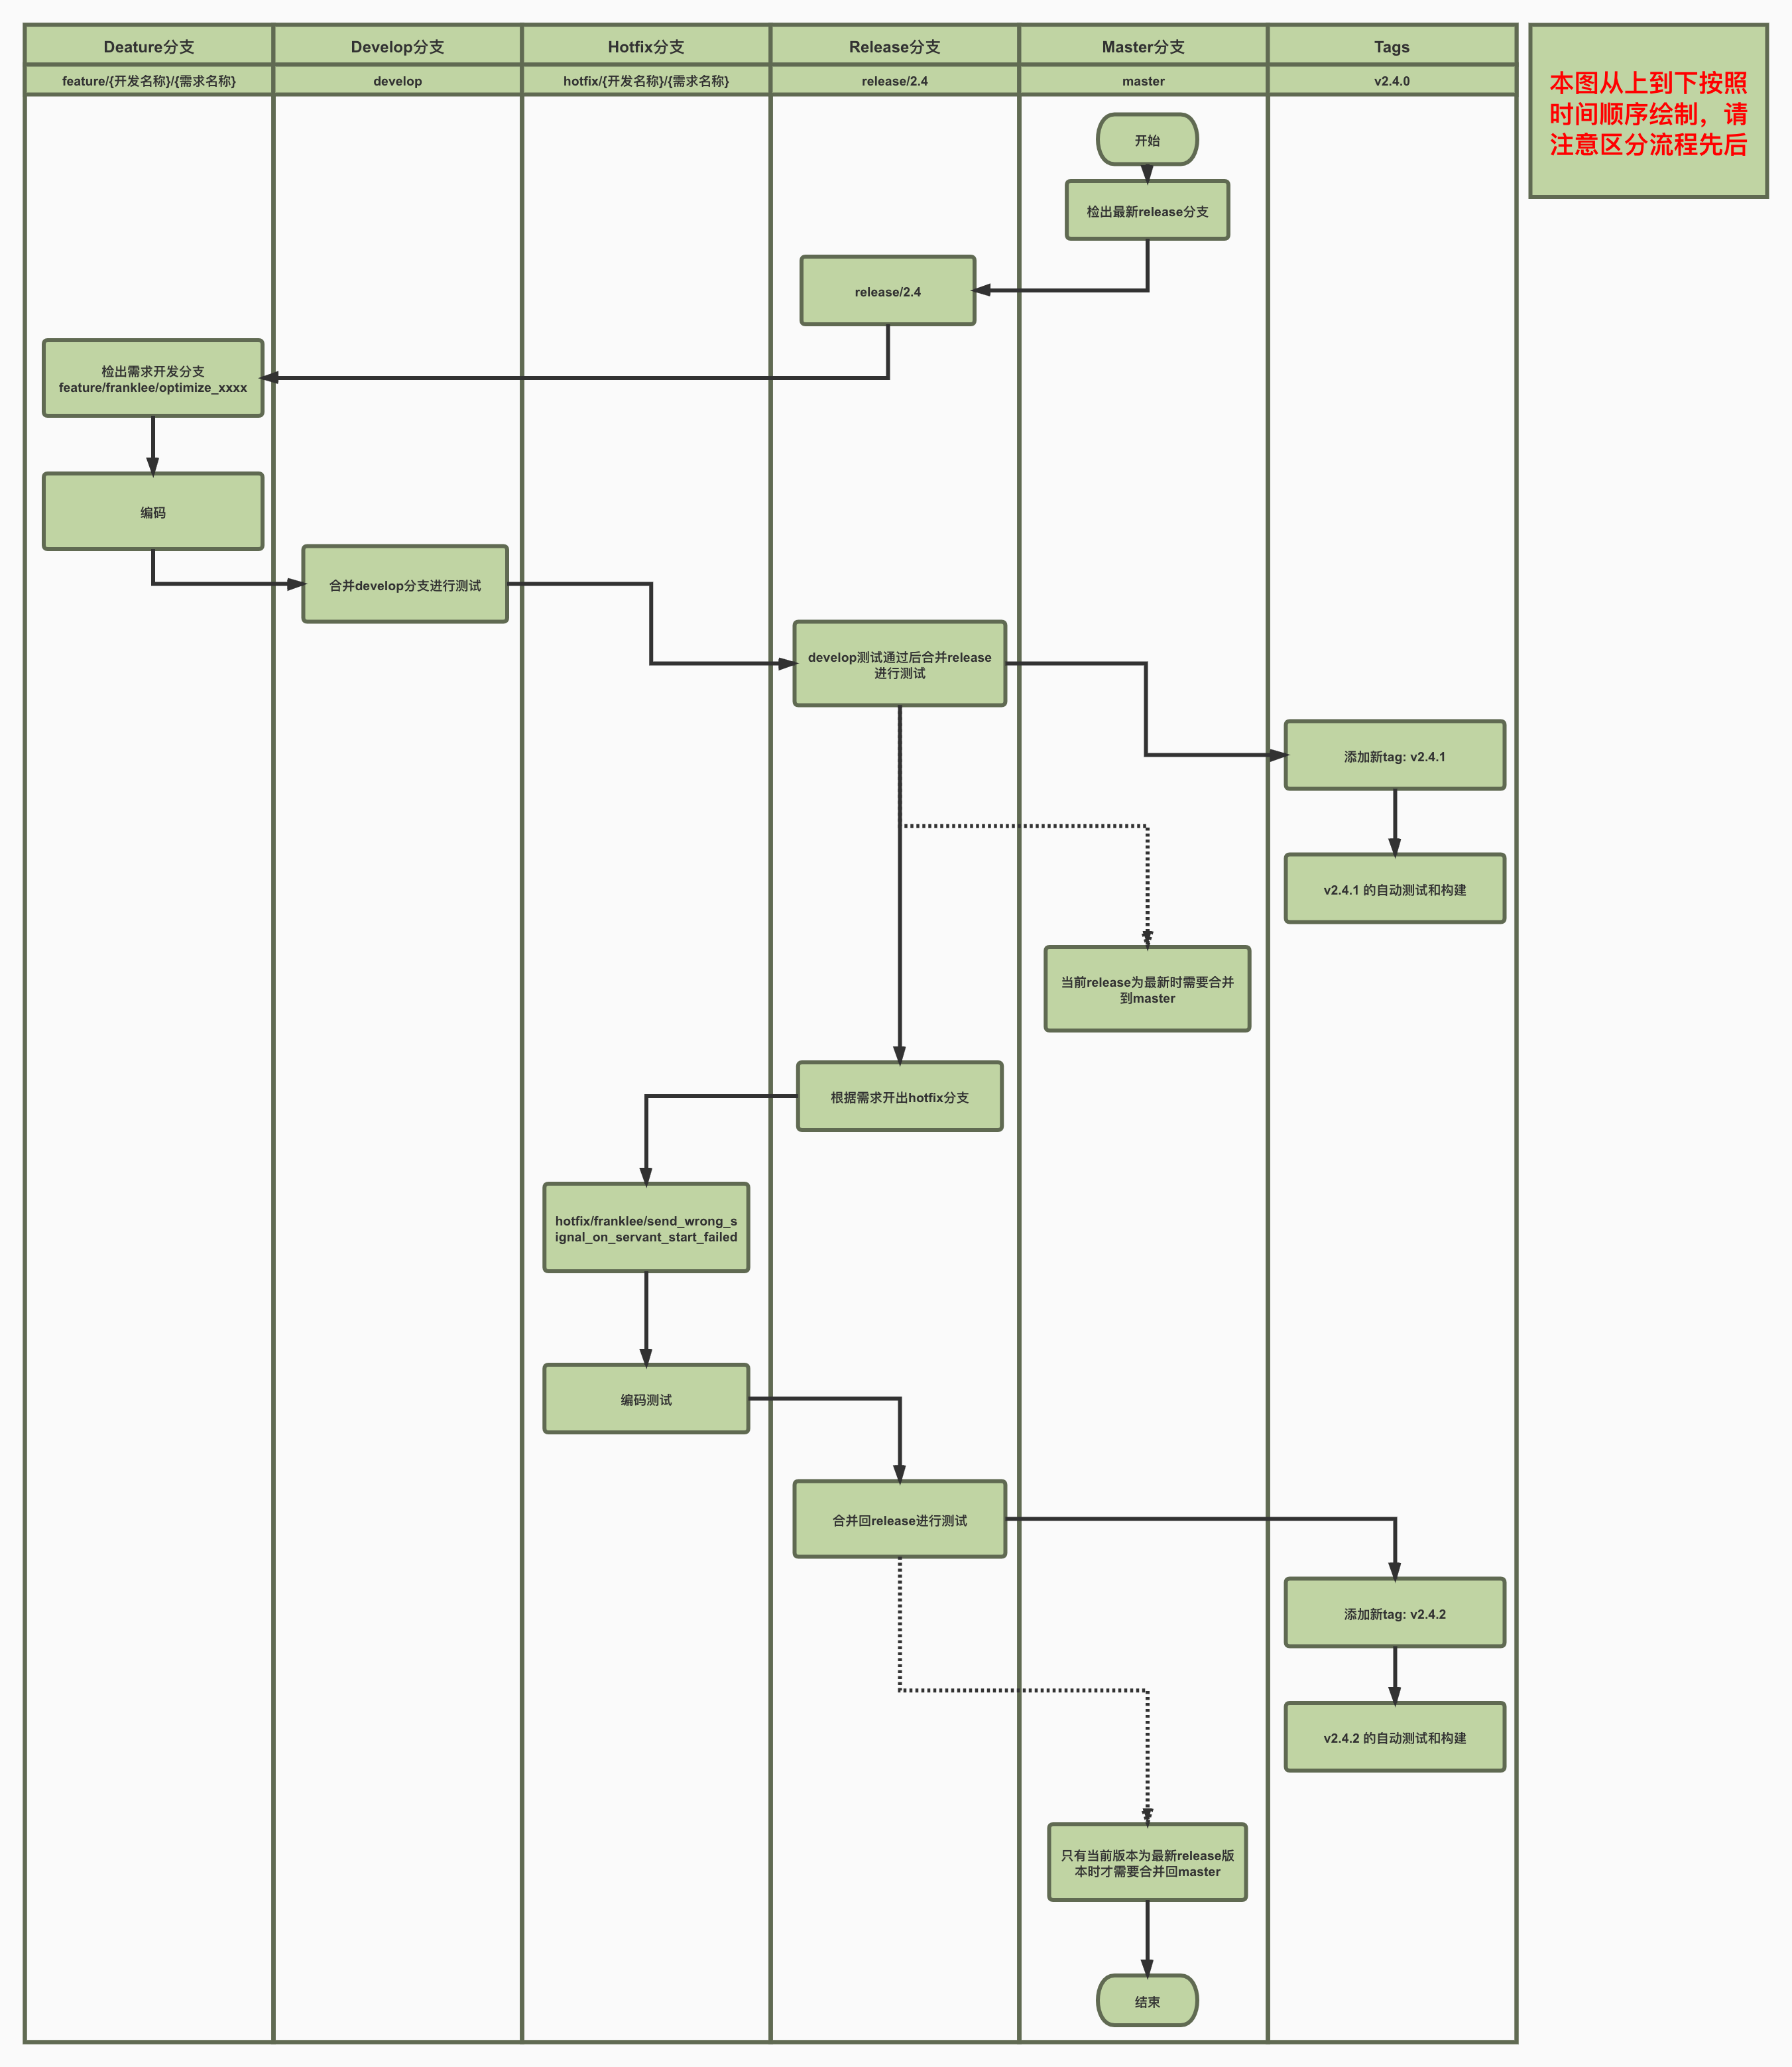 Deature分支
Develop分支
Hotfix分支
Release分支
Master分支
Tags
feature/{开发名称}/{需求名称}
develop
hotfix/{开发名称}/{需求名称}
release/2.4
master
v2.4.0
本图从上到下按照
时间顺序绘制，请
注意区分流程先后
开始
检出最新release分支
release/2.4
检出需求开发分支
feature/franklee/optimize_xxxx
编码
合并develop分支进行测试
develop测试通过后合并release
进行测试
添加新tag: v2.4.1
v2.4.1 的自动测试和构建
当前release为最新时需要合并
到master
根据需求开出hotfix分支
hotfix/franklee/send_wrong_s
ignal_on_servant_start_failed
编码测试
合并回release进行测试
添加新tag: v2.4.2
v2.4.2 的自动测试和构建
只有当前版本为最新release版
本时才需要合并回master
结束